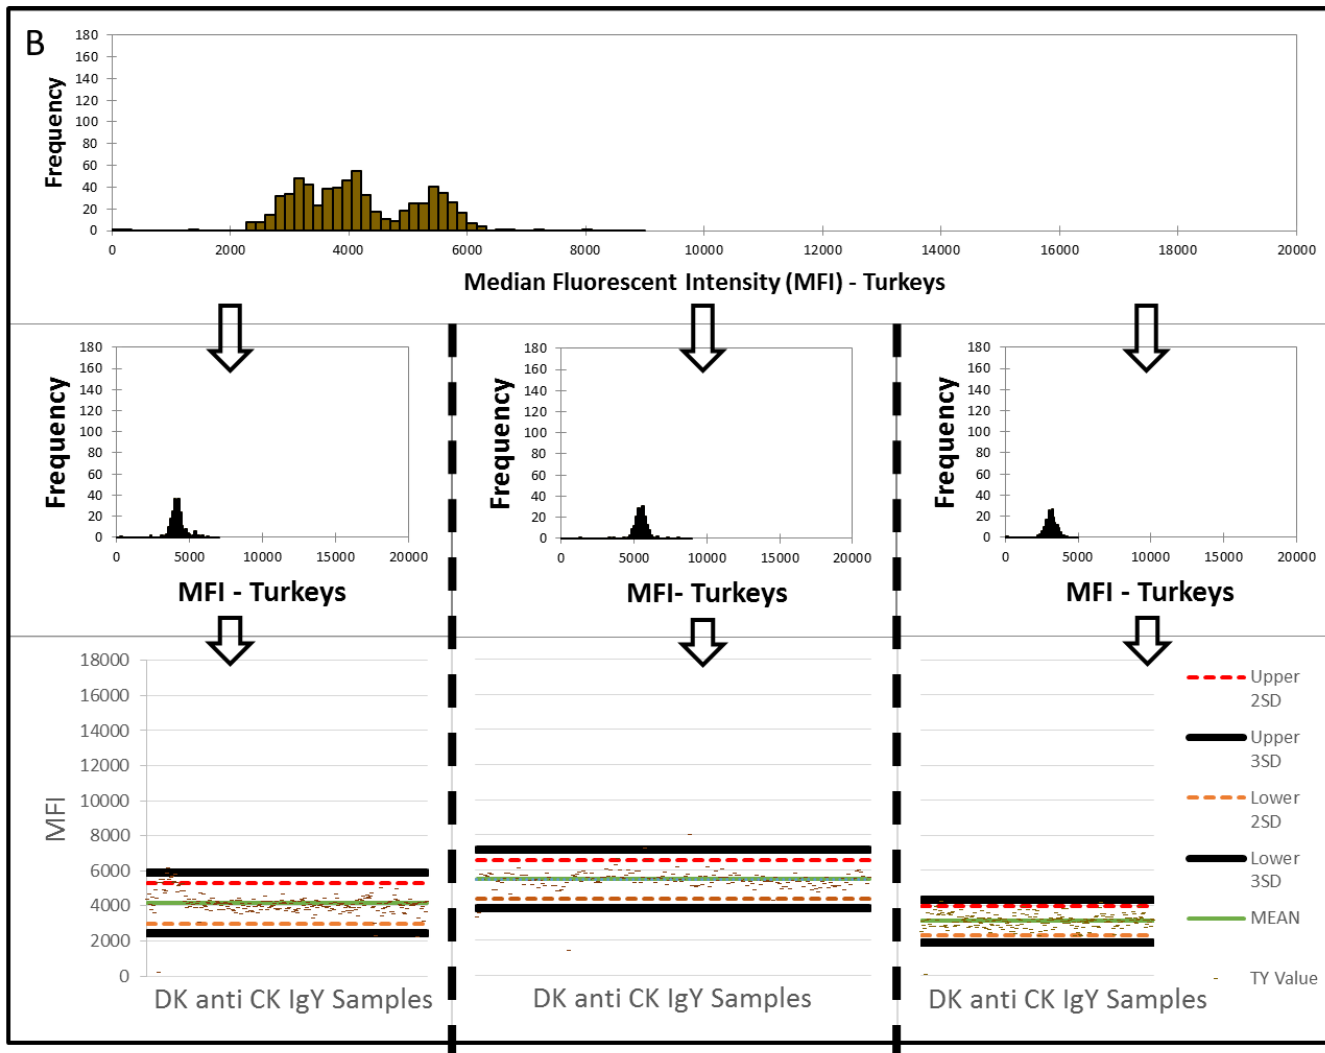 B
Frequency
180
160
140
120
100
80
60
40
20
0
0 2000 4000 6000 8000 10000 12000 14000 16000 18000 20000
Median Fluorescent Intensity (MFI) - Turkeys
Frequency
180
160
140
120
100
80
60
40
20
0
0 5000 10000 15000 20000
MFI - Turkeys
Frequency
180
160
140
120
100
80
60
40
20
0
0 5000 10000 15000 20000
MFI- Turkeys
Frequency
180
160
140
120
100
80
60
40
20
0
0 5000 10000 15000 20000
MFI - Turkeys
MFI
18000
16000
14000
12000
10000
8000
6000
4000
2000
0
DK anti CK IgY Samples
DK anti CK IgY Samples
DK anti CK IgY Samples
Upper
2SD
Upper
3SD
Lower
2SD
Lower
3SD
MEAN
TY Value